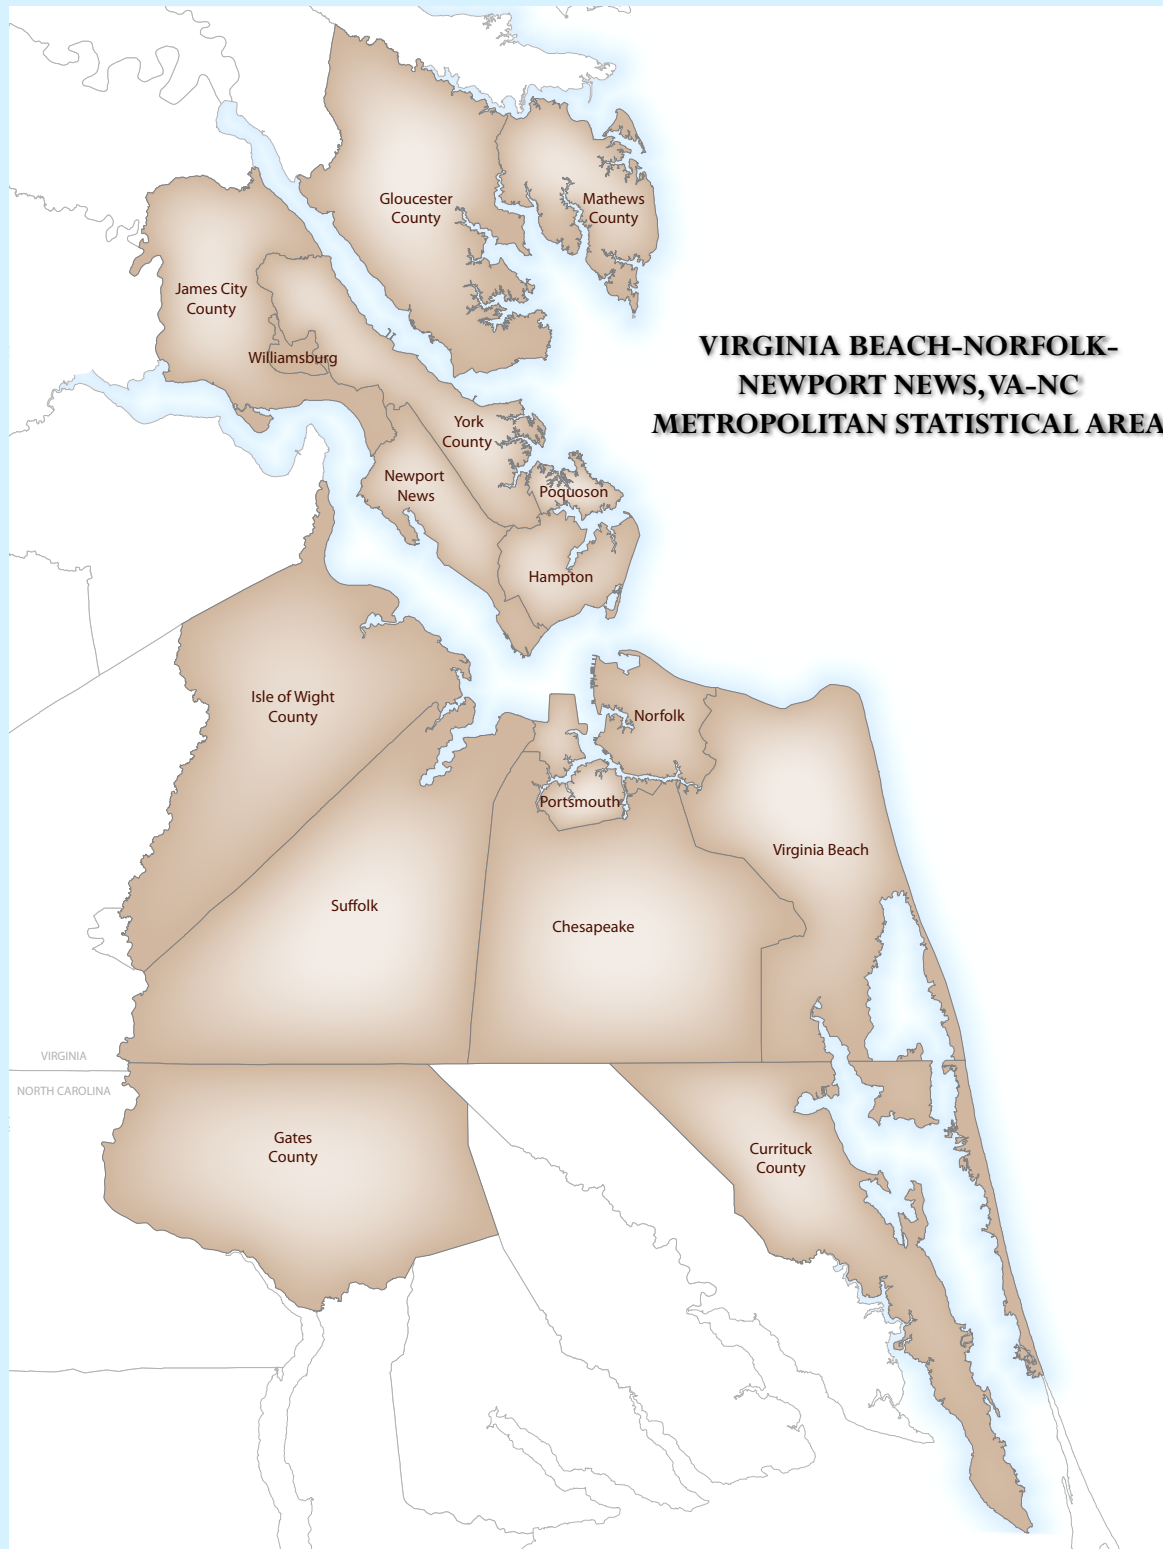 Gloucester
County
Mathews
County
James City
County
Williamsburg
VIRGINIA BEACH-NORFOLK-
NEWPORT NEWS, VA-NC
METROPOLITAN STATISTICAL AREA
York
County
Newport
News
Poquoson
Hampton
Isle of Wight
County
Norfolk
Portsmouth
Virginia Beach
Suffolk
Chesapeake
VIRGINIA
NORTH CAROLINA
Gates
County
Currituck
County